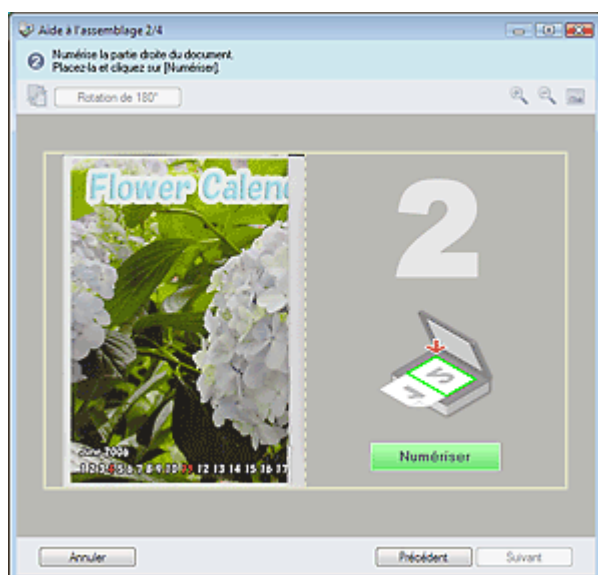 Aide à l'assemblage 2/4
2 Numérise la partie droite du document.
Placez-la et cliquez sur [Numériser].
Rotation de 180°
Flower Calen
2
June 2006
1 2 3 4 5 6 7 8 9 10 11 12 13 14 15 16 17
Numériser
Annuler
Précédent
Suivant